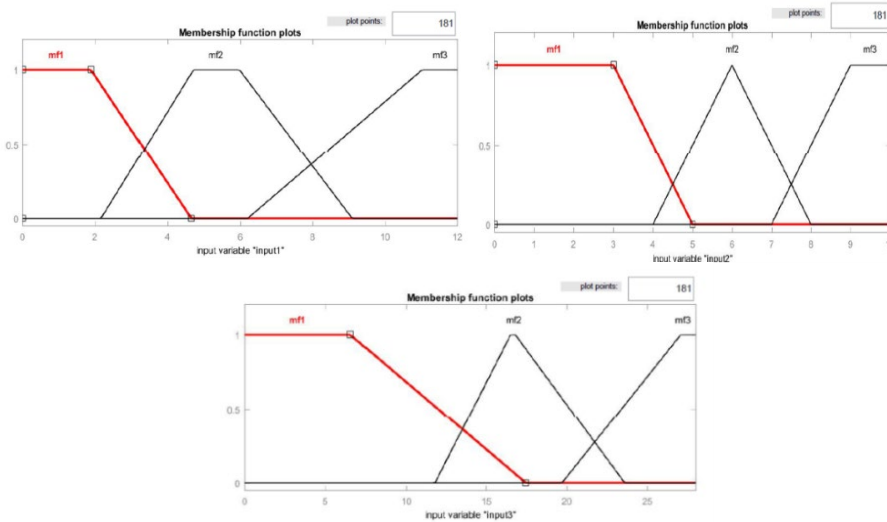 plot points: 181
Membership function plots
mf1 mf2 mf3
1
0.5
0
0 2 4 6 8 10 12
input variable "input1"
plot points: 181
Membership function plots
mf1 mf2 mf3
1
0.5
0
0 1 2 3 4 5 6 7 8 9
input variable "input2"
plot points: 181
Membership function plots
mf1 mf2 mf3
1
0.5
0
0 5 10 15 20 25
input variable "input3"